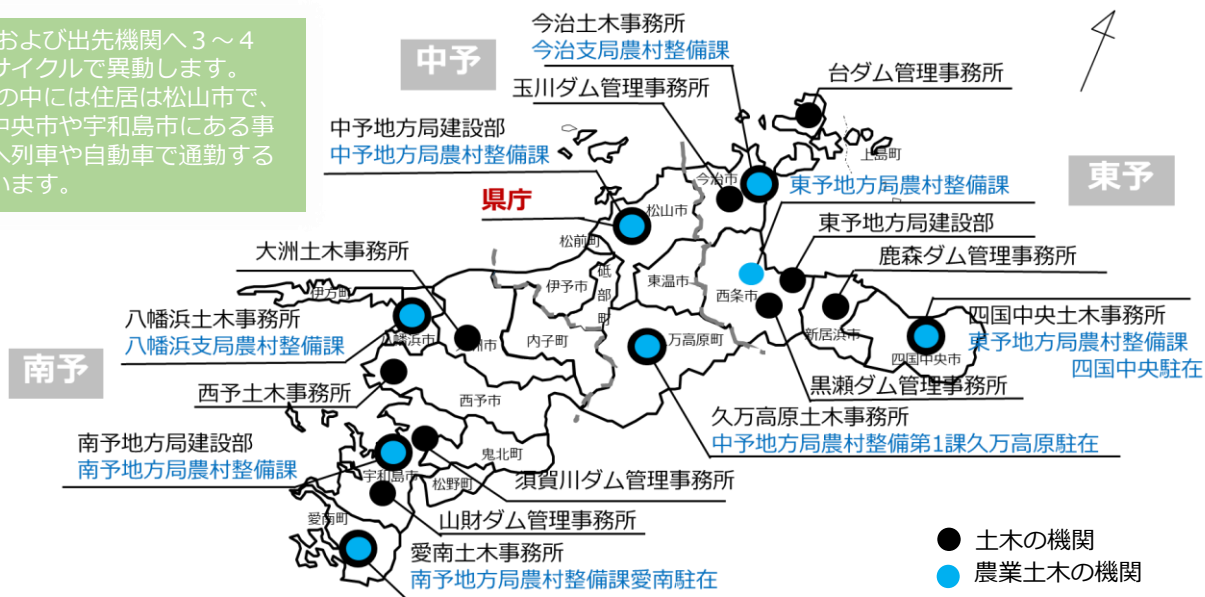 および出先機関へ３～４
サイクルで異動します。
の中には住居は松山市で、
中央市や宇和島市にある事
へ列車や自動車で通勤する
います。
中予
今治土木事務所
今治支局農村整備課
玉川ダム管理事務所
台ダム管理事務所
中予地方局建設部
中予地方局農村整備課
県庁
東予
上島町
今治市
東予地方局農村整備課
東予地方局建設部
鹿森ダム管理事務所
松山市
松前町
大洲土木事務所
伊予市
砥部町
東温市
西条市
新居浜市
四国中央市
四国中央土木事務所
東予地方局農村整備課
四国中央駐在
伊方町
八幡浜土木事務所
八幡浜支局農村整備課
八幡浜市
洲市
内子町
万高原町
黒瀬ダム管理事務所
南予
西予土木事務所
西予市
久万高原土木事務所
中予地方局農村整備第1課久万高原駐在
南予地方局建設部
南予地方局農村整備課
鬼北町
宇和島市
松野町
須賀川ダム管理事務所
山財ダム管理事務所
愛南町
愛南土木事務所
南予地方局農村整備課愛南駐在
土木の機関
農業土木の機関